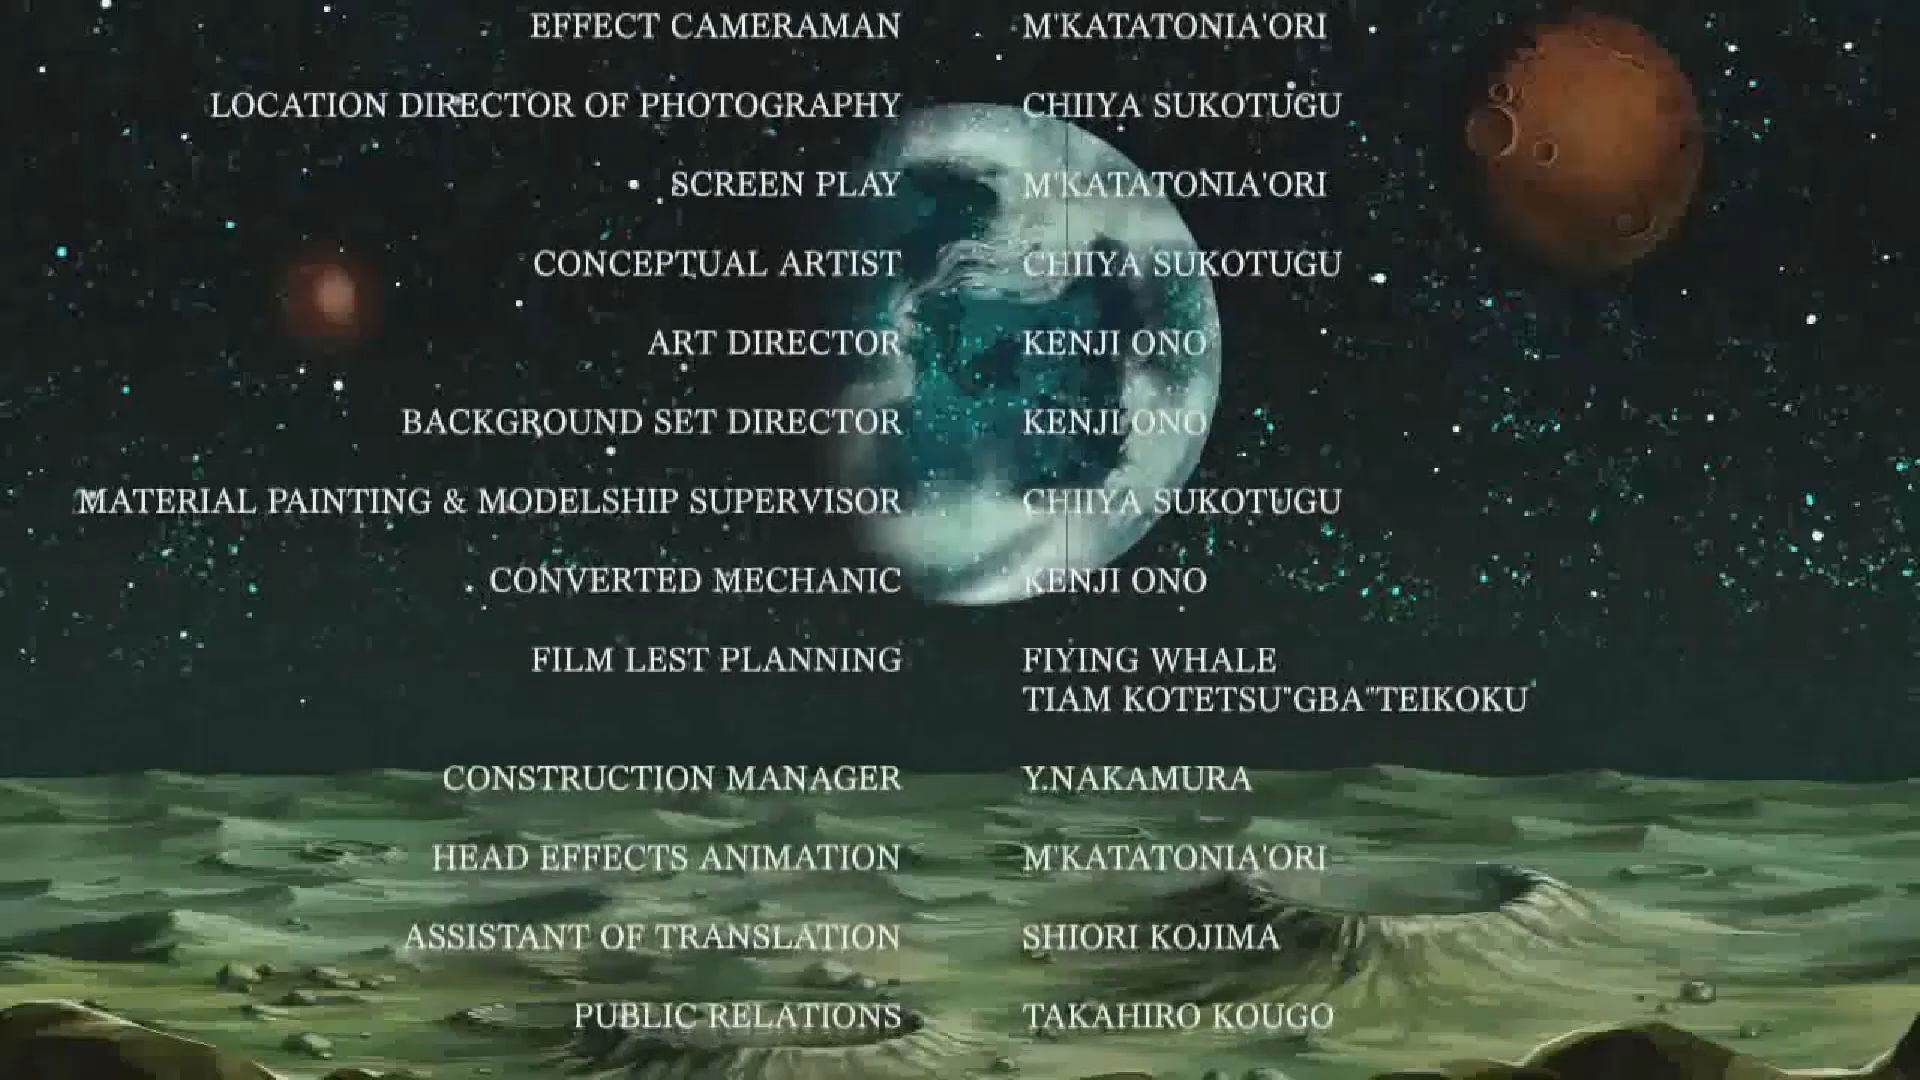 EFFECT CAMERAMAN M'KATATONIA'ORI
LOCATION DIRECTOR OF PHOTOGRAPHY CHIIYA SUKOTUGU
SCREEN PLAY M'KATATONIA'ORI
CONCEPTUAL ARTIST CHIIYA SUKOTUGU
ART DIRECTOR KENJI ONO
BACKGROUND SET DIRECTOR KENJI ONO
MATERIAL PAINTING & MODELSHIP SUPERVISOR CHIIYA SUKOTUGU
CONVERTED MECHANIC KENJI ONO
FILM LEST PLANNING FIYING WHALE
TIAM KOTETSU"GBA"TEIKOKU
CONSTRUCTION MANAGER Y.NAKAMURA
HEAD EFFECTS ANIMATION M'KATATONIA'ORI
ASSISTANT OF TRANSLATION SHIORI KOJIMA
PUBLIC RELATIONS TAKAHIRO KOUGO